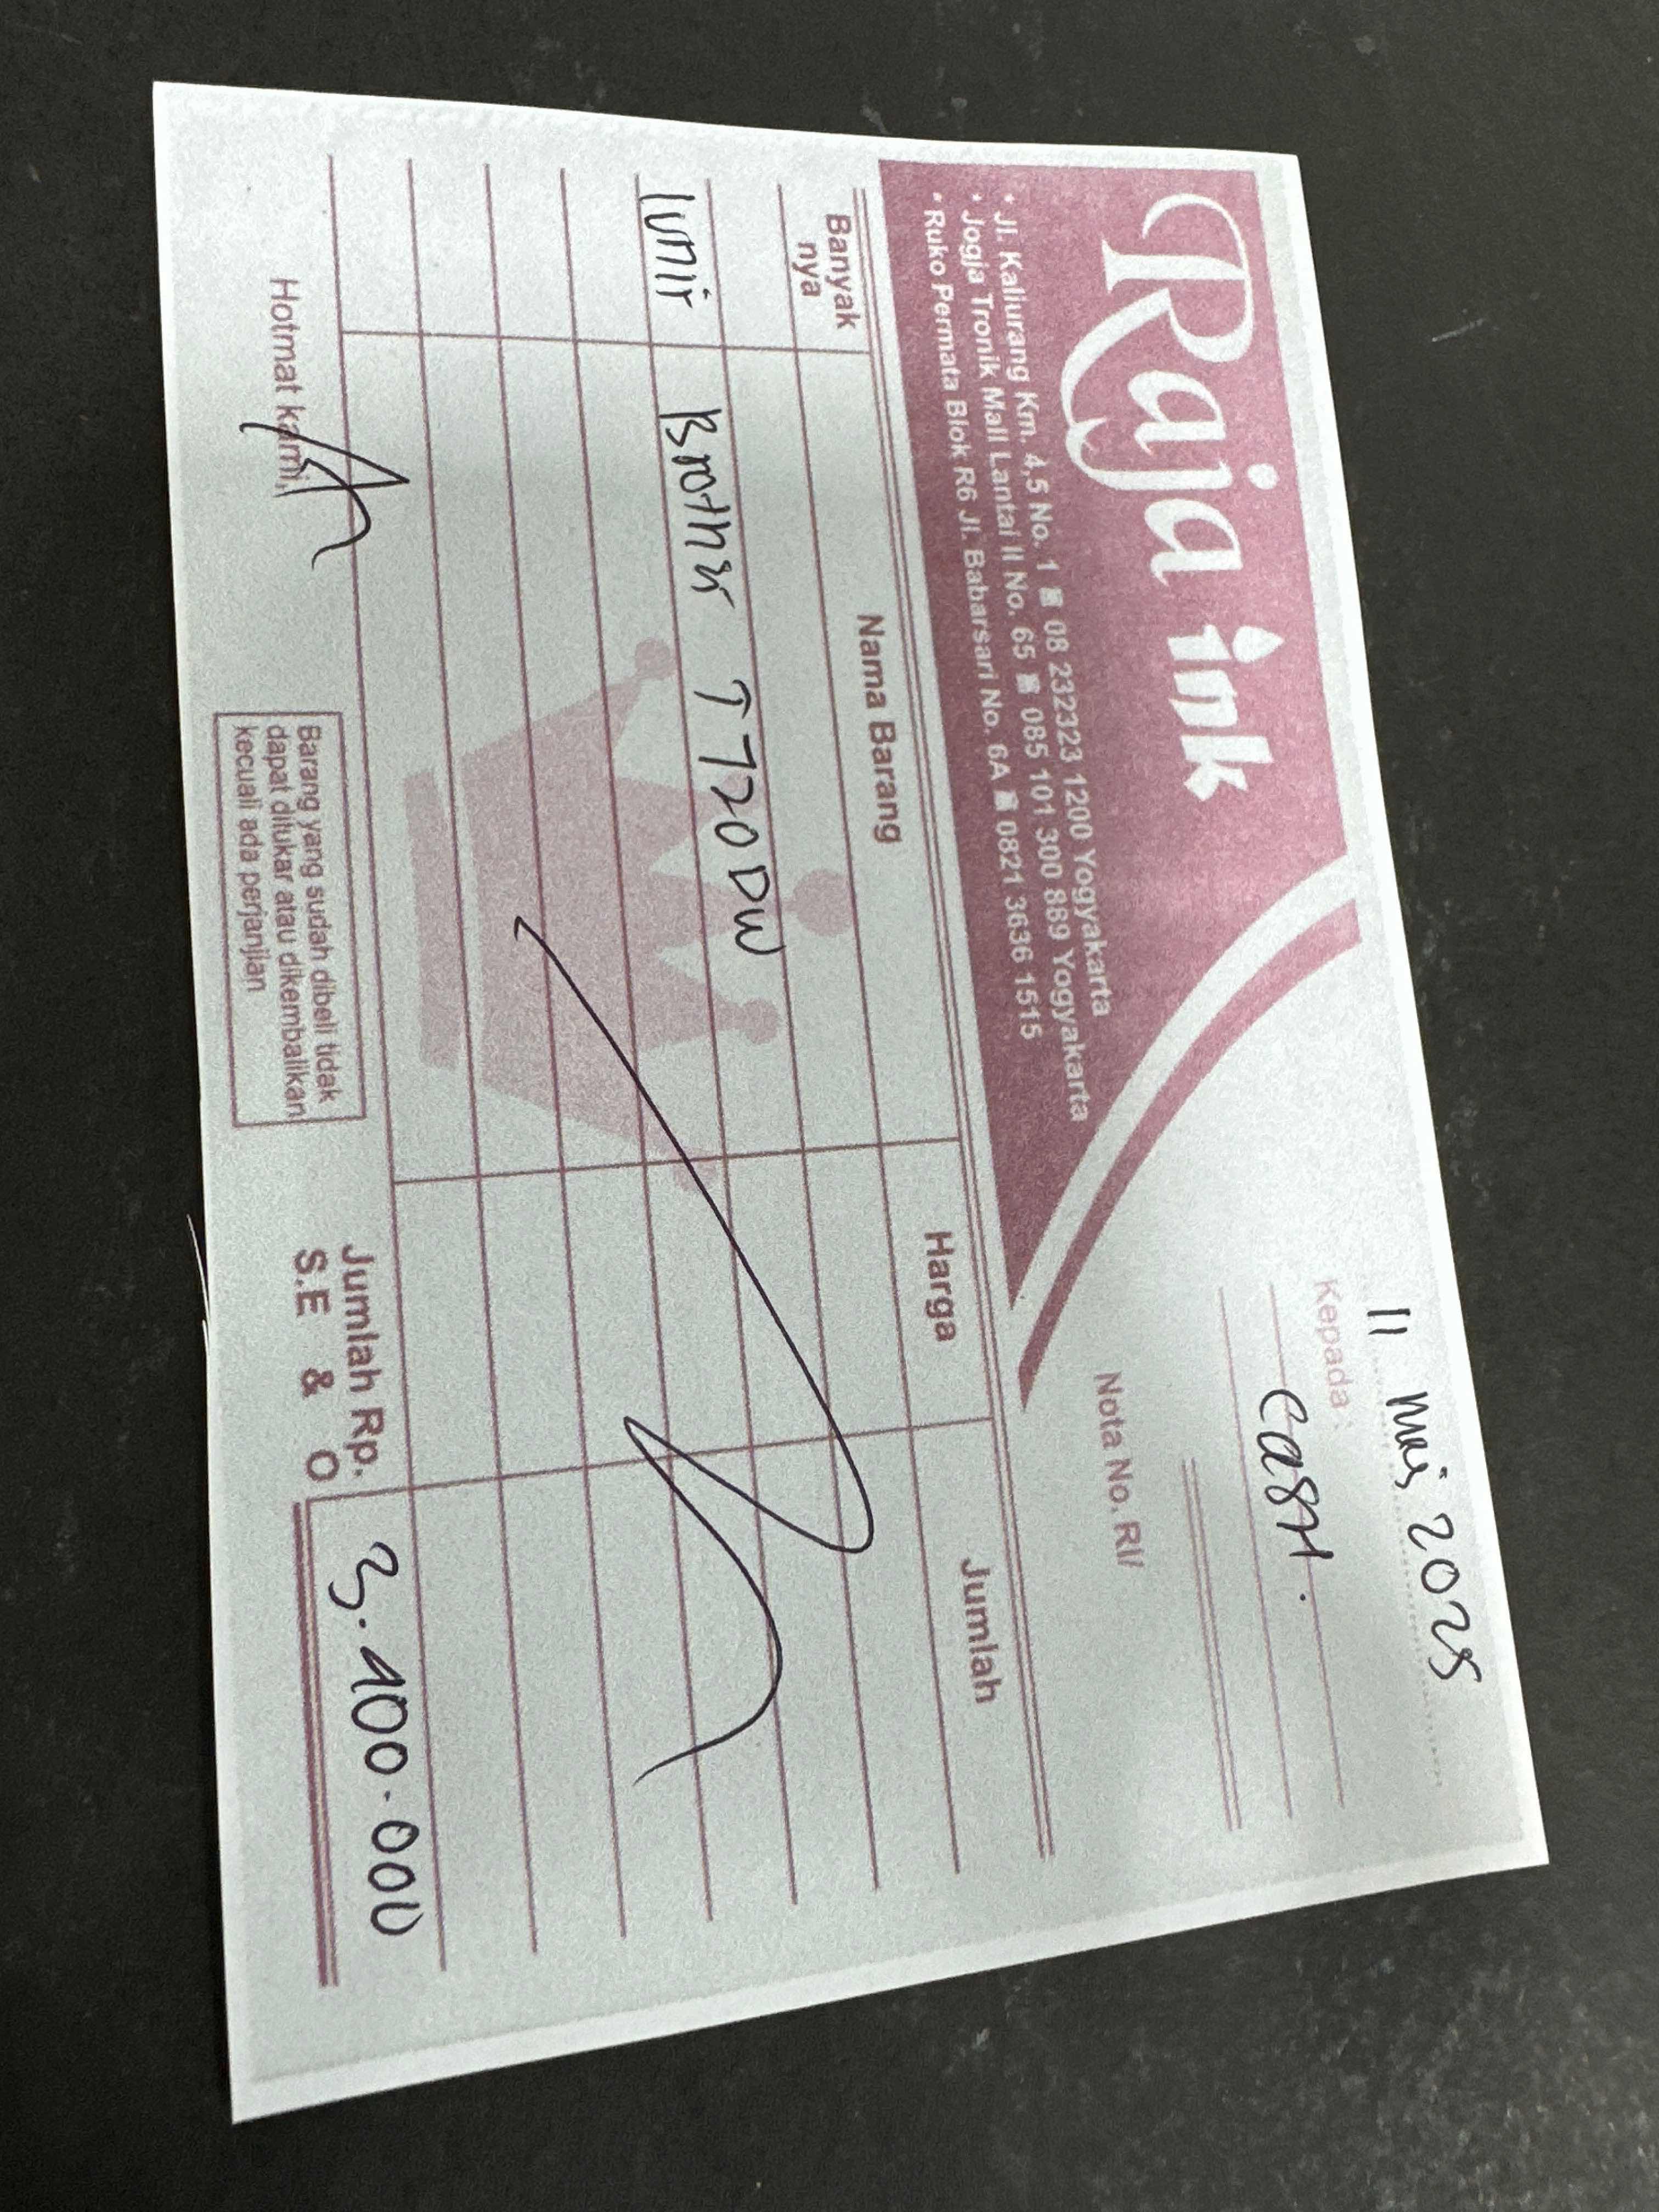 Raja ink
• Jl. Kaliurang Km. 4,5 No. 1 08 232323 1200 Yogyakarta
• Jogja Tronik Mall Lantai II No. 65 085 101 300 889 Yogyakarta
• Ruko Permata Blok R6 Jl. Babarsari No. 6A 0821 3636 1515
11 Mei 2025
Kepada :
CASH.
Nota No. RI/
Banyak nya Nama Barang Harga Jumlah
1 unit Brother T720DW
Jumlah Rp. 3.400.000
S.E & O
Hotmat kami,
Barang yang sudah dibeli tidak
dapat ditukar atau dikembalikan
kecuali ada perjanjian